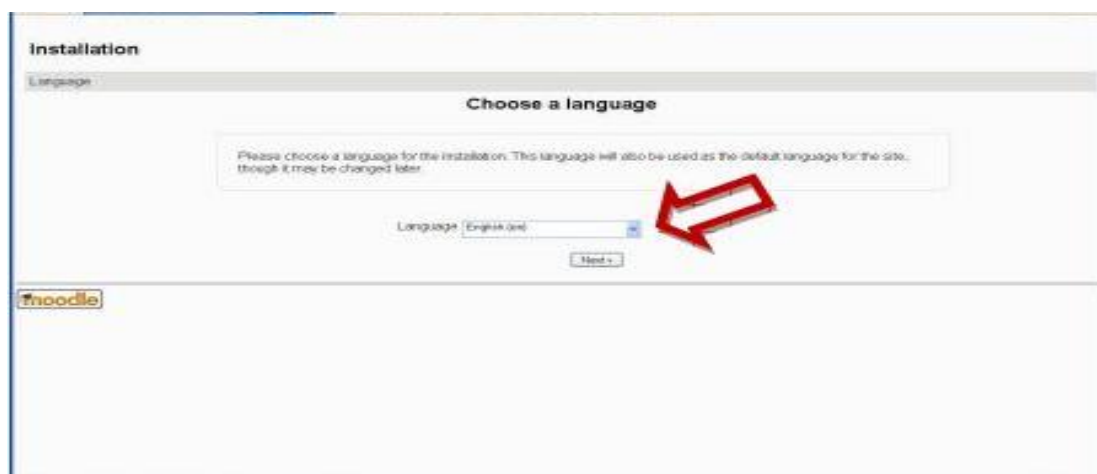 Installation
Language
Choose a language
Please choose a language for the installation. This language will also be used as the default language for the site,
though it may be changed later.
Language English (en)
Next »
moodle